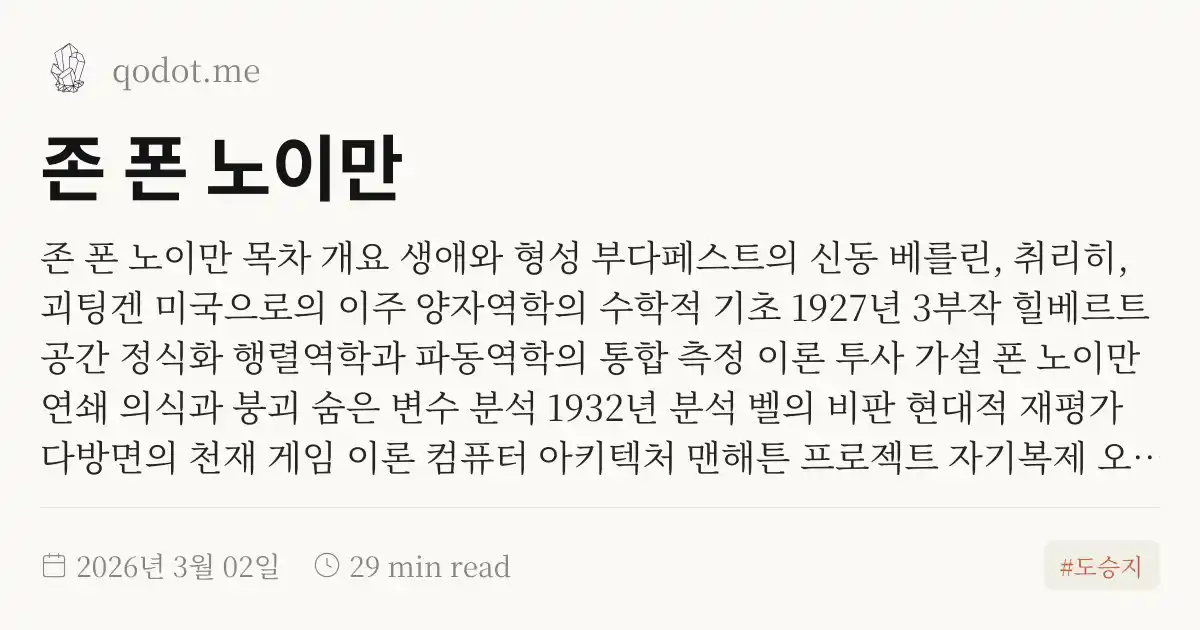 qodot.me
존 폰 노이만
존 폰 노이만 목차 개요 생애와 형성 부다페스트의 신동 베를린, 취리히,
괴팅겐 미국으로의 이주 양자역학의 수학적 기초 1927년 3부작 힐베르트
공간 정식화 행렬역학과 파동역학의 통합 측정 이론 투사 가설 폰 노이만
연쇄 의식과 붕괴 숨은 변수 분석 1932년 분석 벨의 비판 현대적 재평가
다방면의 천재 게임 이론 컴퓨터 아키텍처 맨해튼 프로젝트 자기복제 오…
2026년 3월 02일 29 min read #도승지